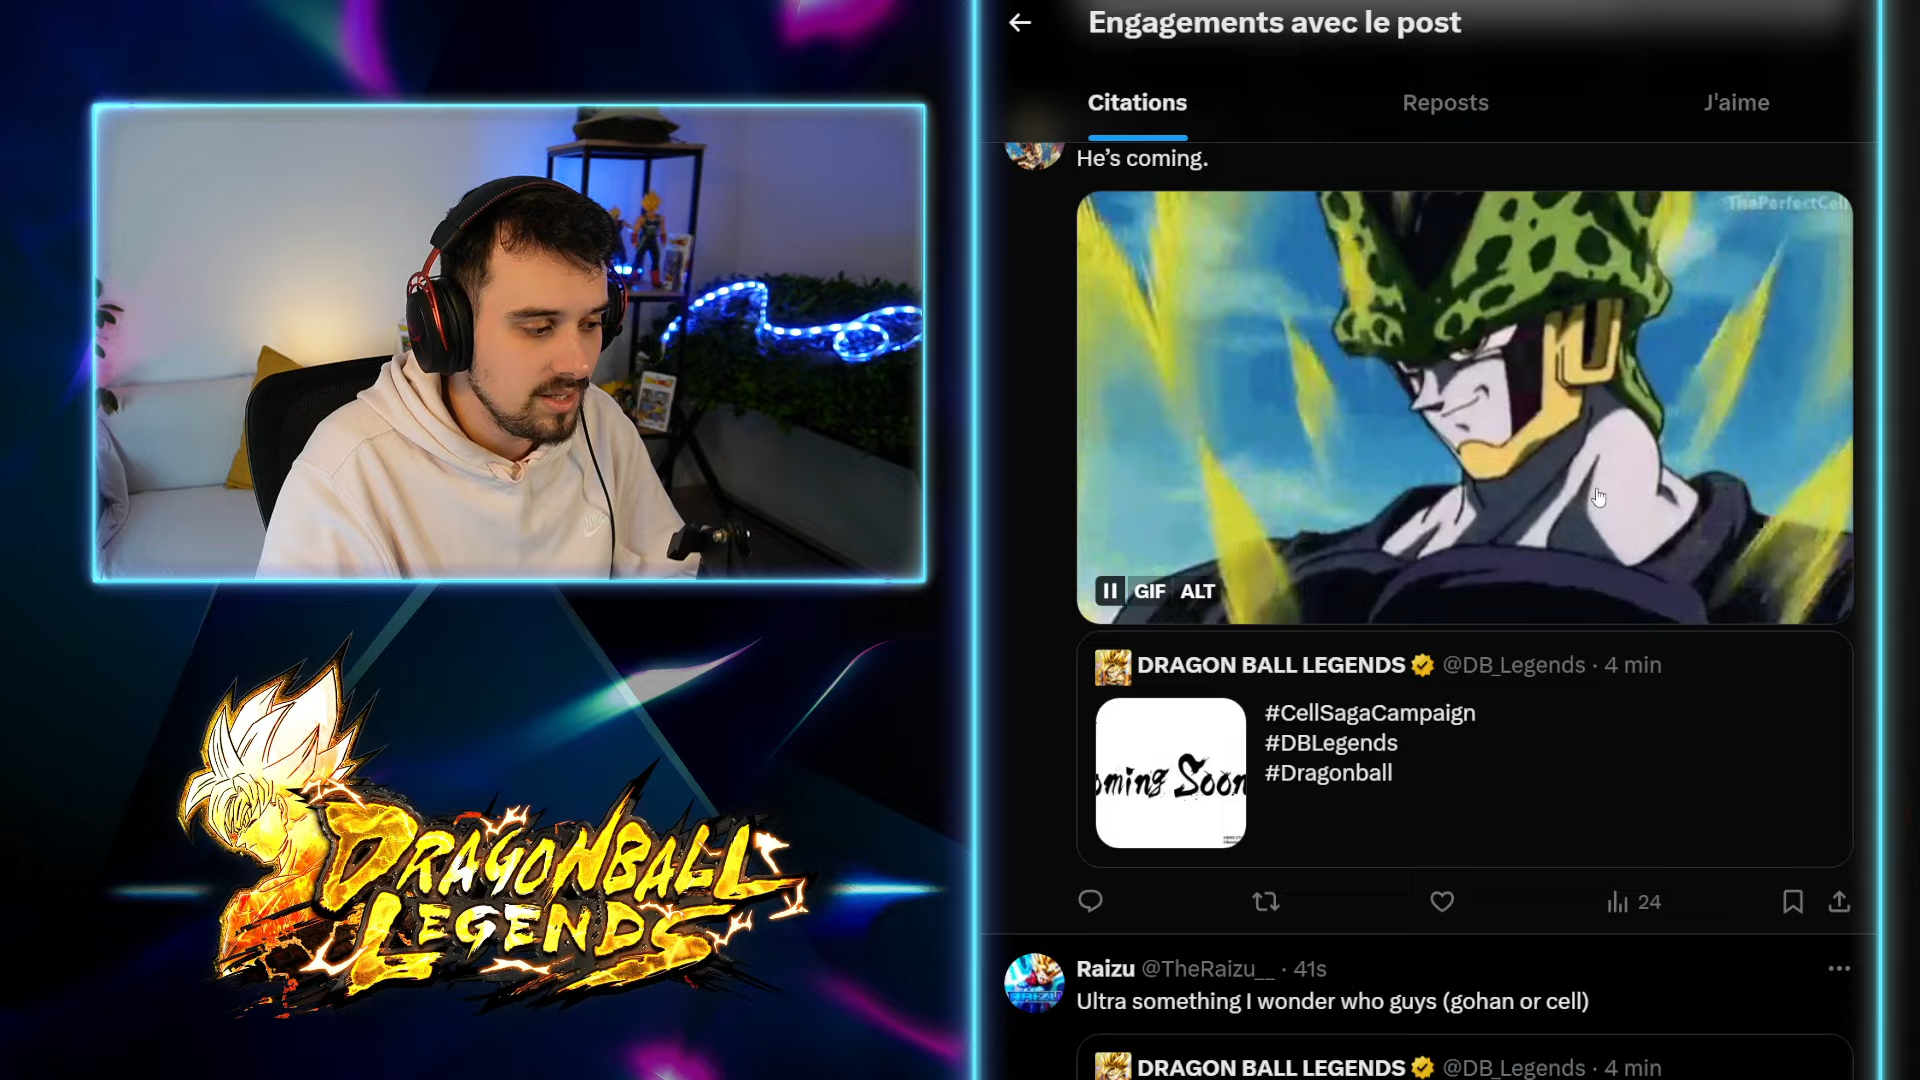 Engagements avec le post
Citations
Reposts
J'aime
He’s coming.
ThePerfectCell
GIF ALT
DRAGON BALL LEGENDS @DB_Legends · 4 min
oming Soon
#CellSagaCampaign
#DBLegends
#Dragonball
24
Raizu @TheRaizu__ · 41s
Ultra something I wonder who guys (gohan or cell)
DRAGON BALL LEGENDS @DB_Legends · 4 min
DRAGONBALL
LEGENDS